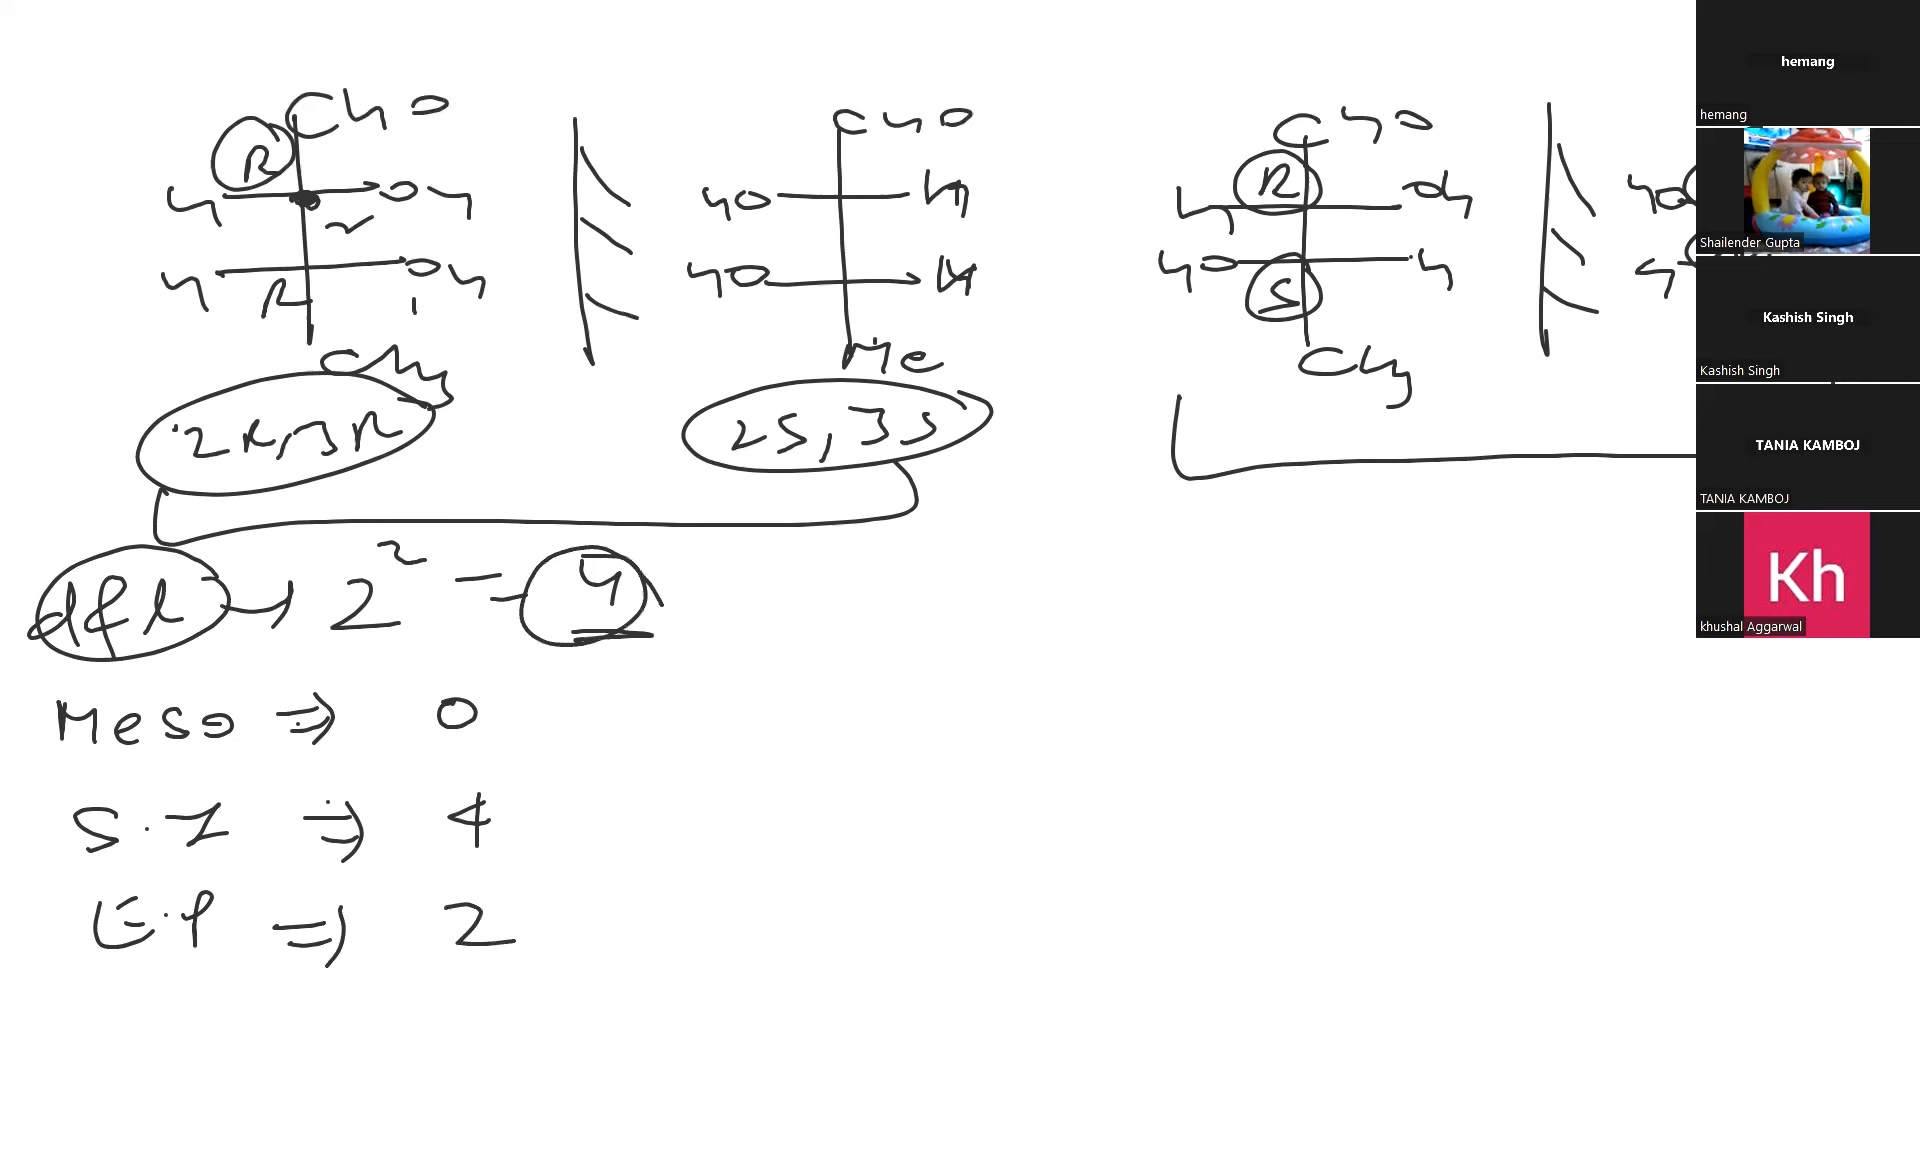 CHO
R
H OH
H R OH
CH3
2R, 3R
CHO
HO H
HO H
Me
2S, 3S
CHO
R
H OH
HO H
S
CH3
HO
H
dfl → 2² = 4
Meso ⇒ 0
S.I ⇒ 4
E.P ⇒ 2
hemang
hemang
Shailender Gupta
Kashish Singh
Kashish Singh
TANIA KAMBOJ
TANIA KAMBOJ
Kh
khushal Aggarwal